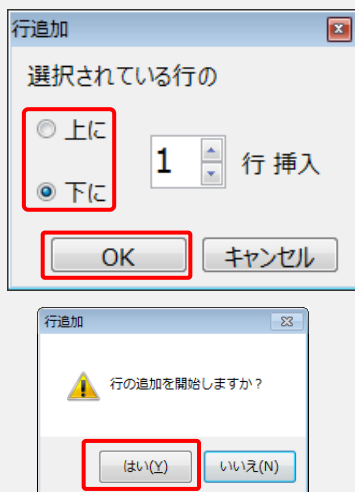 行追加
選択されている行の
上に
下に
1 行 挿入
OK キャンセル
行追加
行の追加を開始しますか？
はい(Y) いいえ(N)